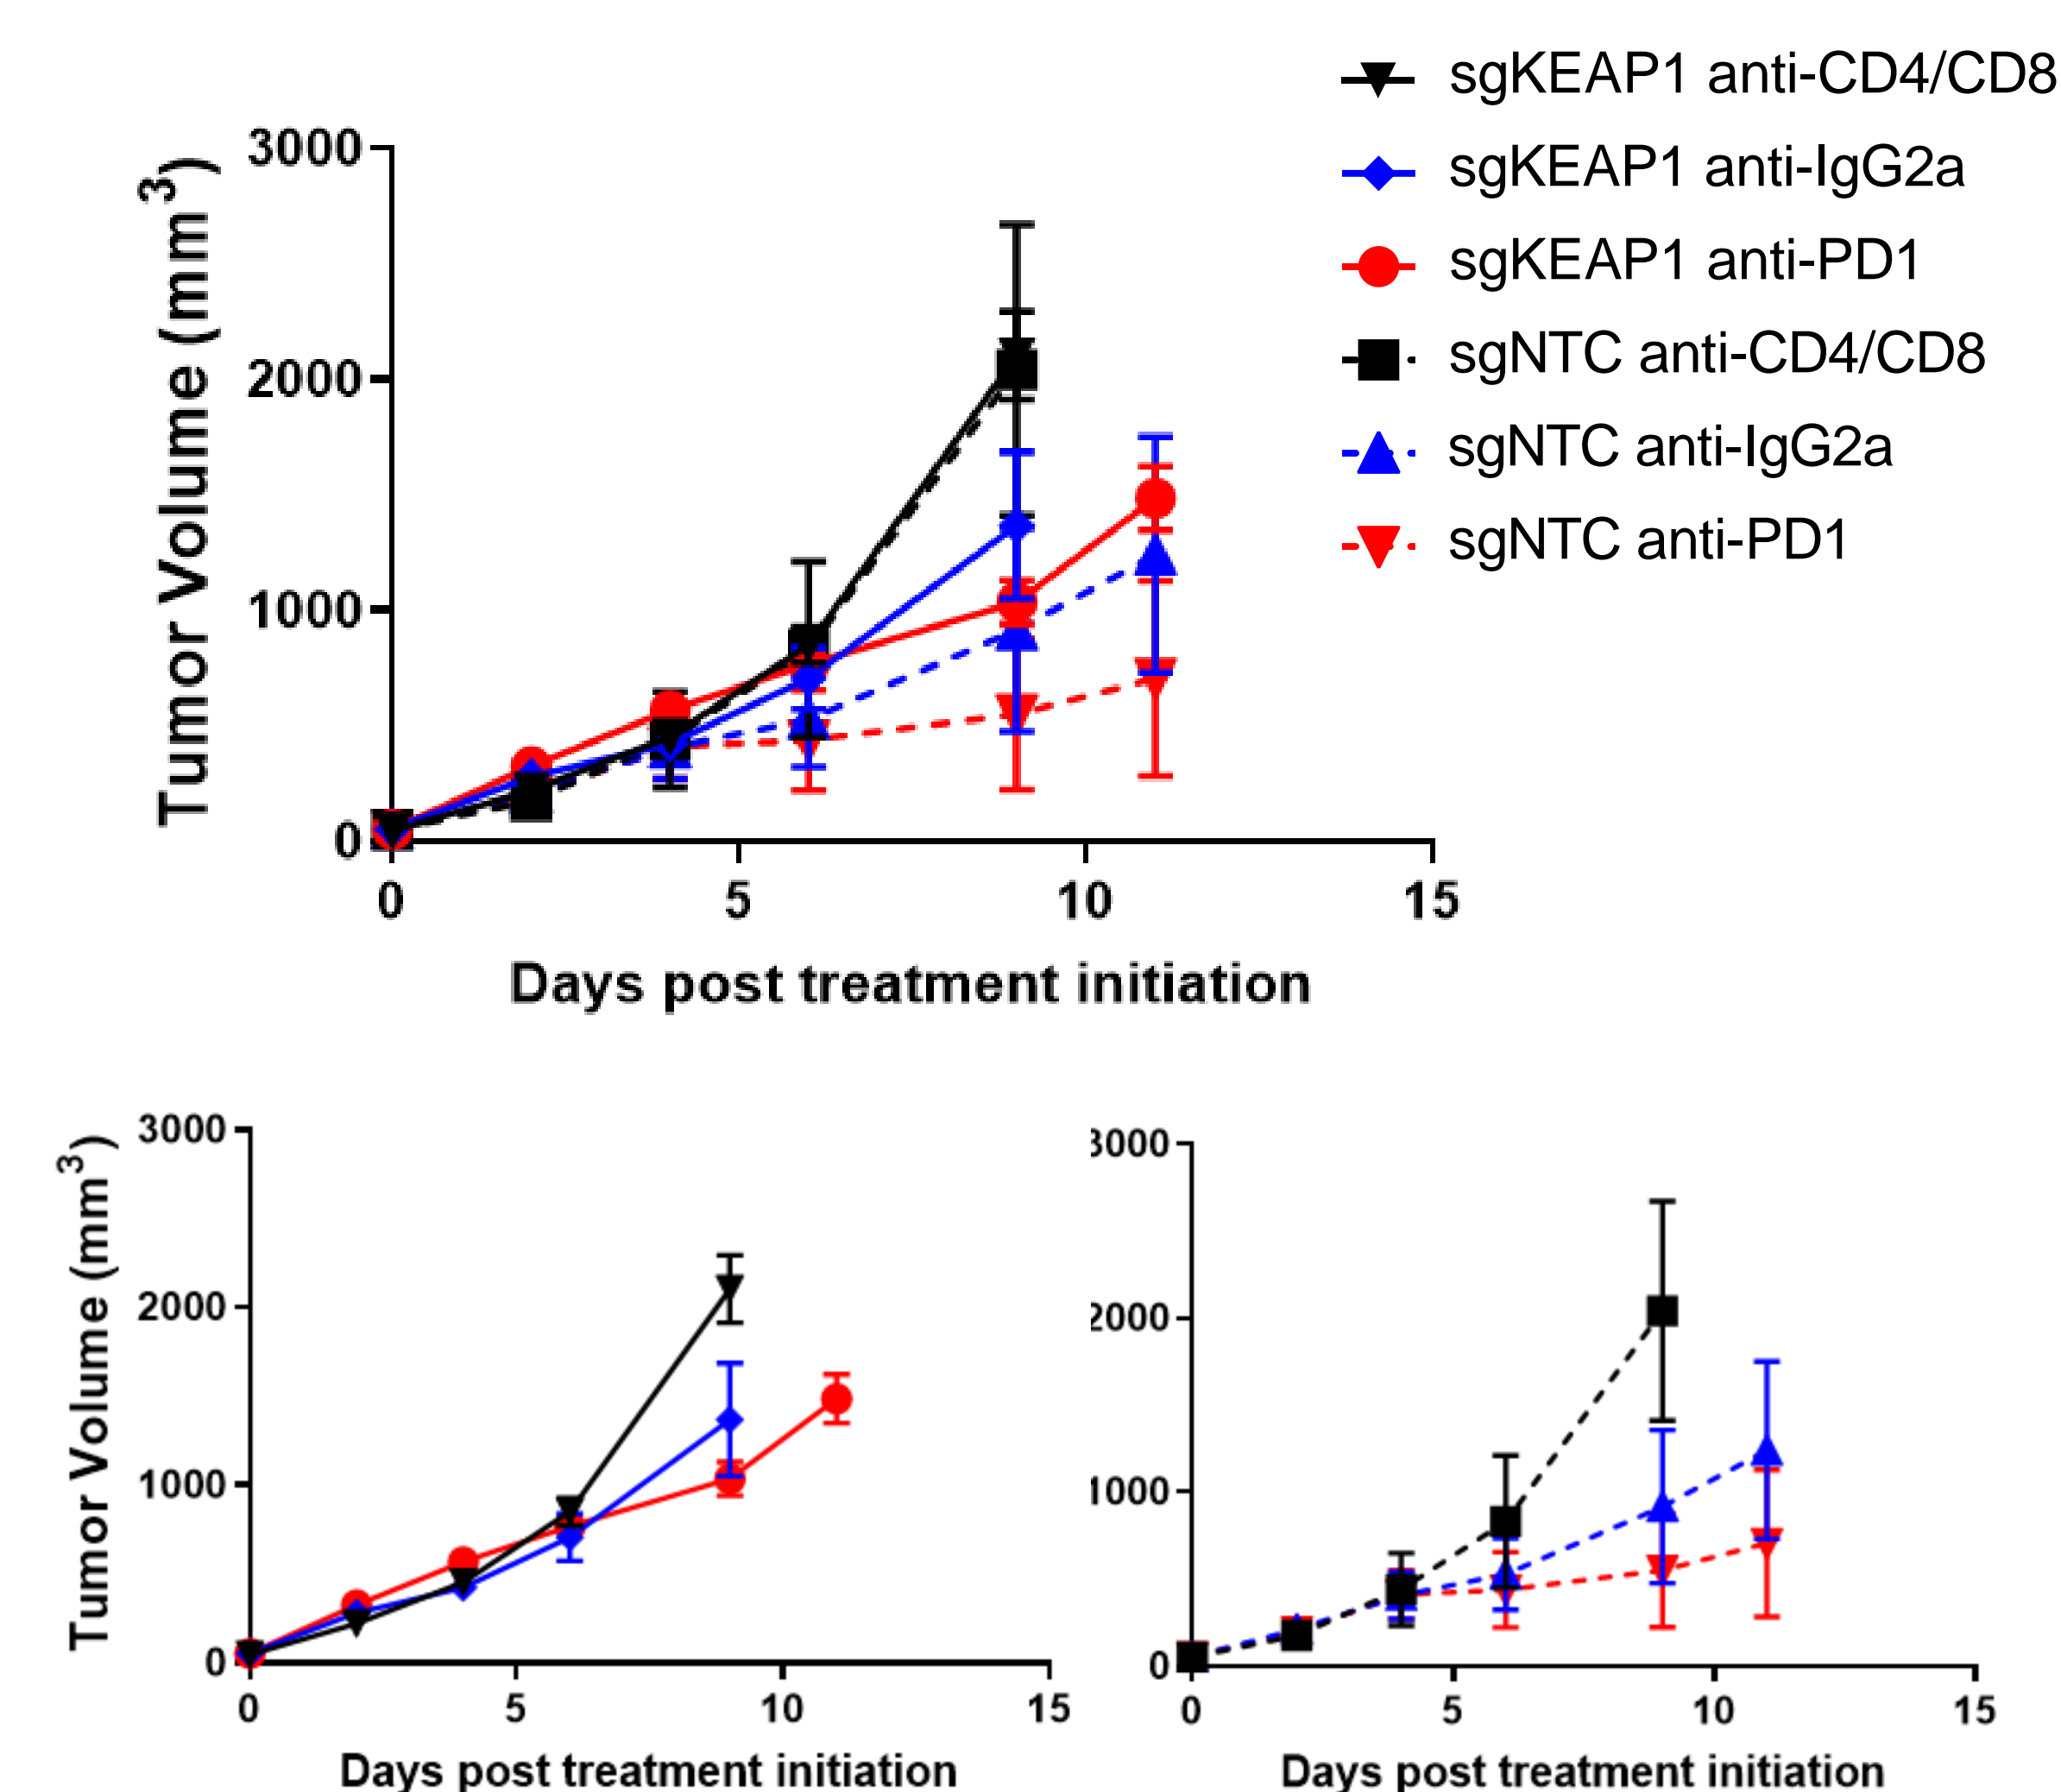 sgKEAP1 anti-CD4/CD8
sgKEAP1 anti-IgG2a
sgKEAP1 anti-PD1
sgNTC anti-CD4/CD8
sgNTC anti-IgG2a
sgNTC anti-PD1
Tumor Volume (mm³)
3000
2000
1000
0
0 5 10 15
Days post treatment initiation
Tumor Volume (mm³)
3000
2000
1000
0
0 5 10 15
Days post treatment initiation
3000
2000
1000
0
0 5 10 15
Days post treatment initiation